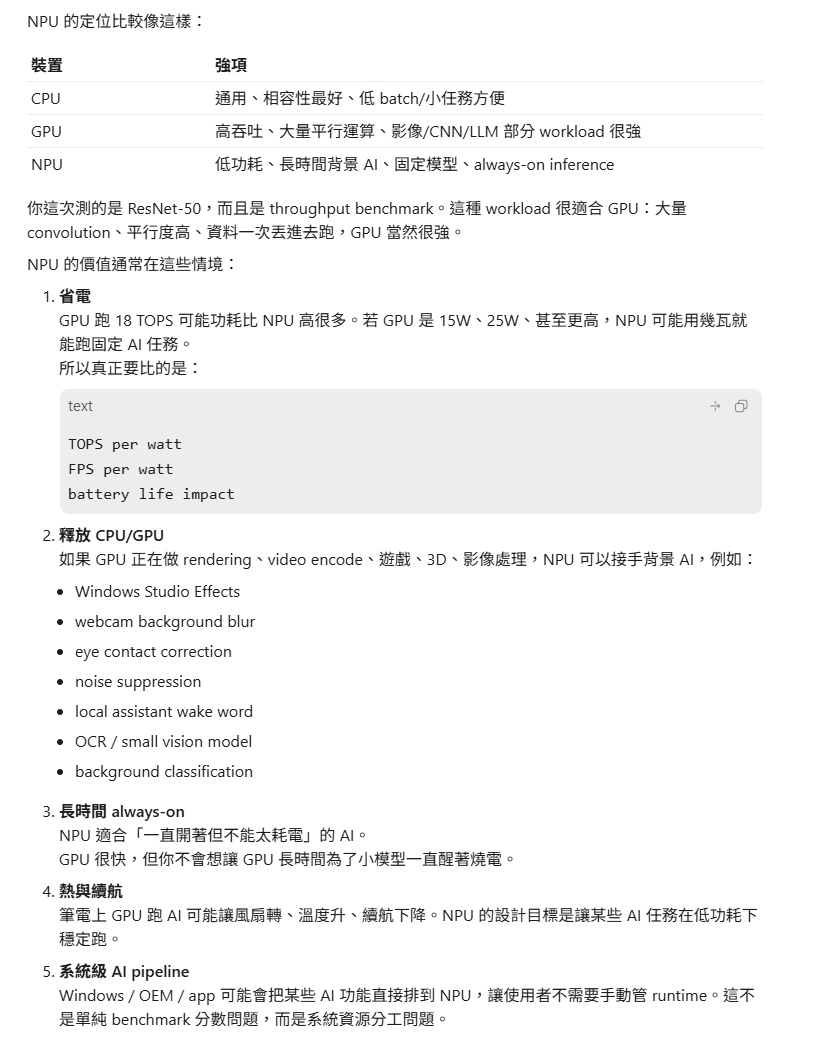 NPU 的定位比較像這樣：
裝置 強項
CPU 通用、相容性最好、低 batch/小任務方便
GPU 高吞吐、大量平行運算、影像/CNN/LLM 部分 workload 很強
NPU 低功耗、長時間背景 AI、固定模型、always-on inference
你這次測的是 ResNet-50，而且是 throughput benchmark。這種 workload 很適合 GPU：大量
convolution、平行度高、資料一次丟進去跑，GPU 當然很強。
NPU 的價值通常在這些情境：
1. 省電
GPU 跑 18 TOPS 可能功耗比 NPU 高很多。若 GPU 是 15W、25W、甚至更高，NPU 可能用幾瓦就
能跑固定 AI 任務。
所以真正要比的是：
text
TOPS per watt
FPS per watt
battery life impact
2. 釋放 CPU/GPU
如果 GPU 正在做 rendering、video encode、遊戲、3D、影像處理，NPU 可以接手背景 AI，例如：
• Windows Studio Effects
• webcam background blur
• eye contact correction
• noise suppression
• local assistant wake word
• OCR / small vision model
• background classification
3. 長時間 always-on
NPU 適合「一直開著但不能太耗電」的 AI。
GPU 很快，但你不會想讓 GPU 長時間為了小模型一直醒著燒電。
4. 熱與續航
筆電上 GPU 跑 AI 可能讓風扇轉、溫度升、續航下降。NPU 的設計目標是讓某些 AI 任務在低功耗下
穩定跑。
5. 系統級 AI pipeline
Windows / OEM / app 可能會把某些 AI 功能直接排到 NPU，讓使用者不需要手動管 runtime。這不
是單純 benchmark 分數問題，而是系統資源分工問題。